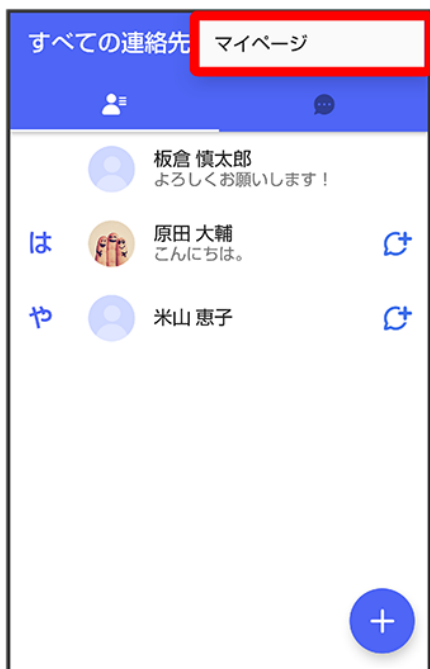 すべての連絡先
マイページ
板倉 慎太郎
よろしくお願いします！
は
原田 大輔
こんにちは。
や
米山 恵子